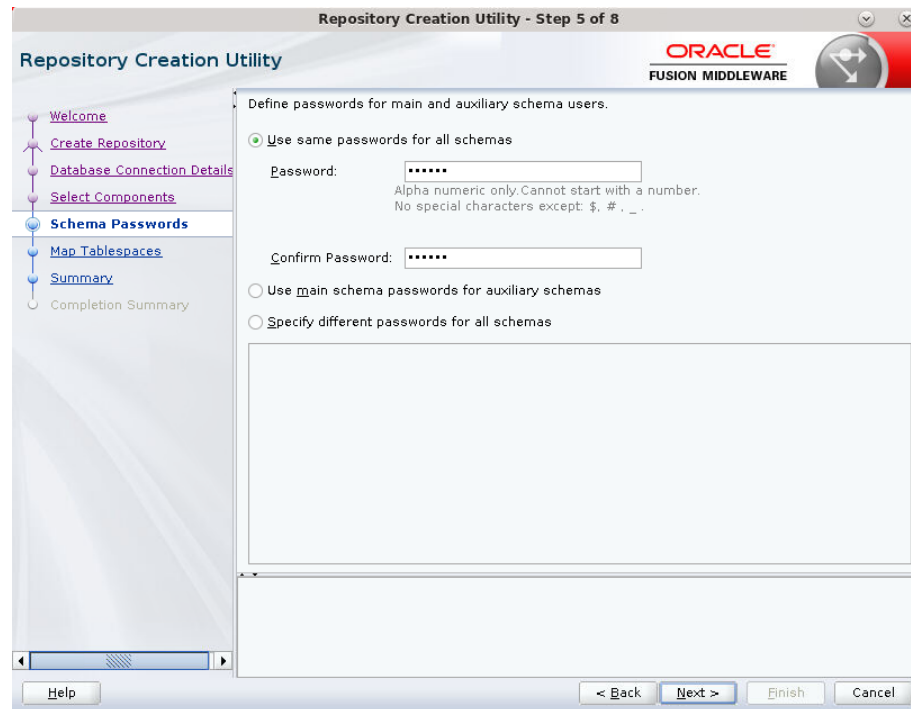 Repository Creation Utility - Step 5 of 8
Repository Creation Utility
ORACLE
FUSION MIDDLEWARE
Welcome
Create Repository
Database Connection Details
Select Components
Schema Passwords
Map Tablespaces
Summary
Completion Summary
Define passwords for main and auxiliary schema users.
Use same passwords for all schemas
Password: ••••••
Alpha numeric only.Cannot start with a number.
No special characters except: $, # , _ .
Confirm Password: ••••••
Use main schema passwords for auxiliary schemas
Specify different passwords for all schemas
Help
< Back
Next >
Finish
Cancel